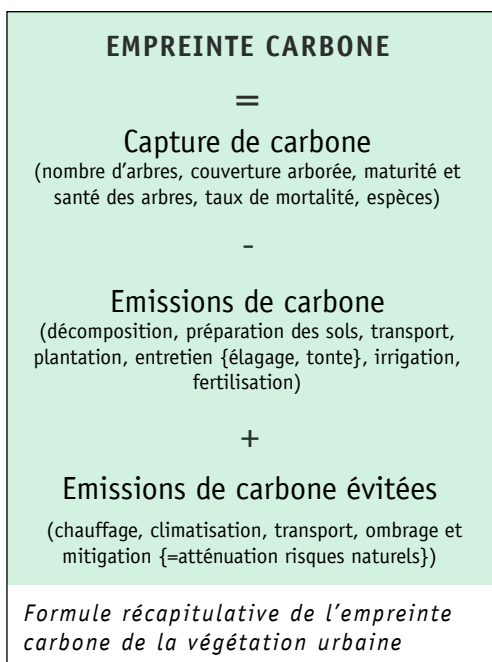 EMPREINTE CARBONE
=
Capture de carbone
(nombre d'arbres, couverture arborée, maturité et
santé des arbres, taux de mortalité, espèces)
-
Emissions de carbone
(décomposition, préparation des sols, transport,
plantation, entretien {élagage, tonte}, irrigation,
fertilisation)
+
Emissions de carbone évitées
(chauffage, climatisation, transport, ombrage et
mitigation {=atténuation risques naturels})
Formule récapitulative de l'empreinte
carbone de la végétation urbaine